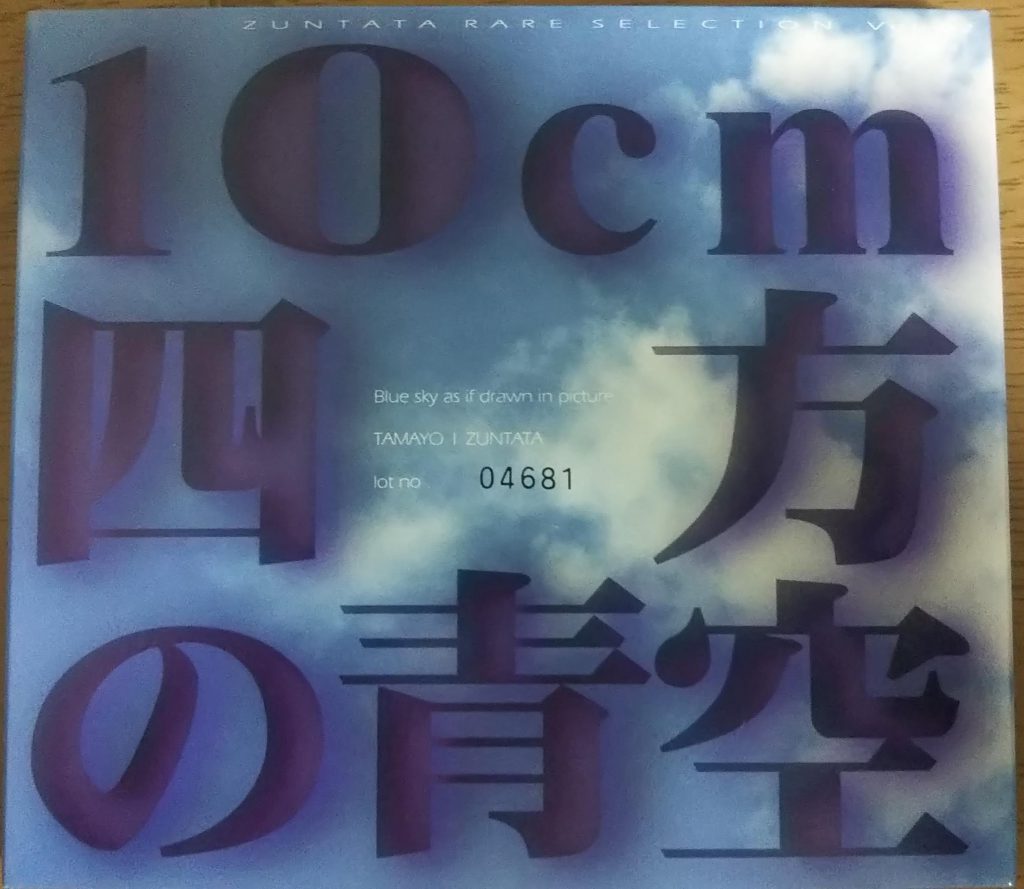 ZUNTATA RARE SELECTION
10cm
四方
の青空
Blue sky as if drawn in picture
TAMAYO | ZUNTATA
lot no 04681